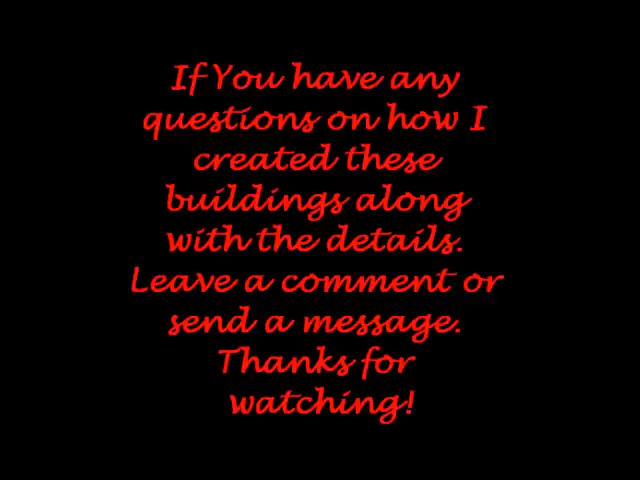 If You have any
questions on how I
created these
buildings along
with the details.
Leave a comment or
send a message.
Thanks for
watching!